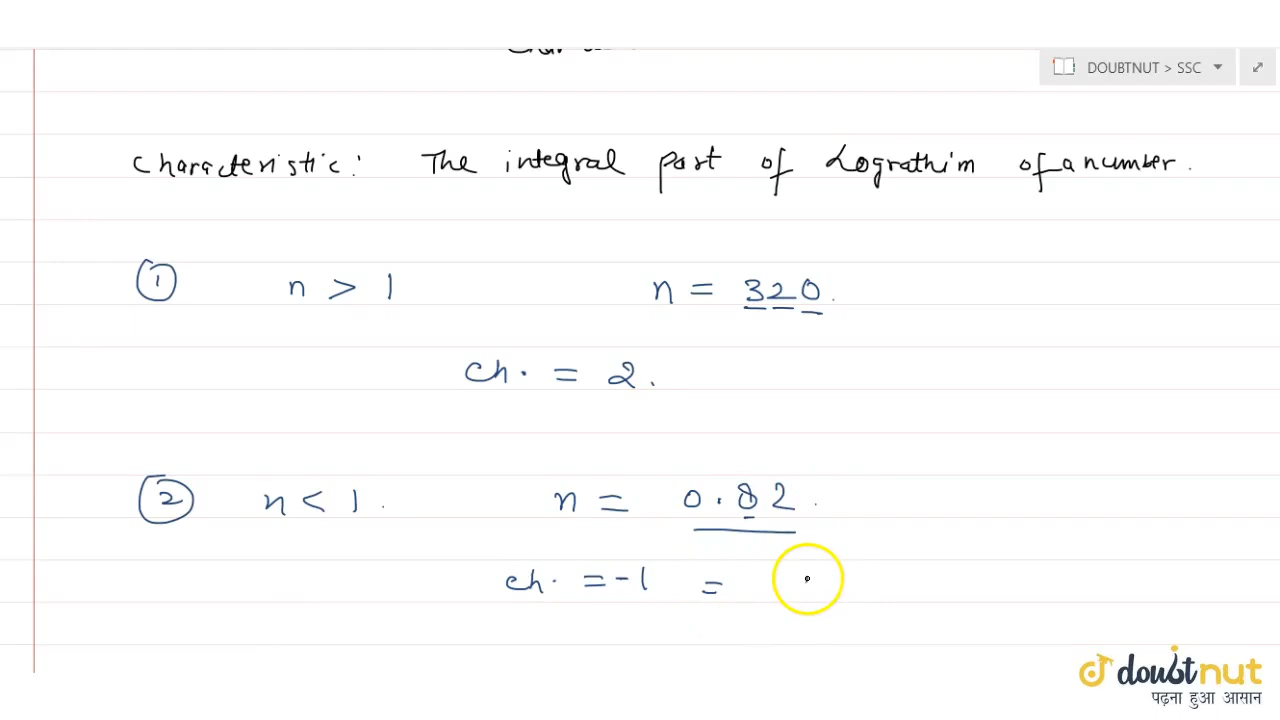 DOUBTNUT > SSC
Characteristic: The integral part of Lograthim of a number.
① n > 1 n = 320.
Ch. = 2.
② n < 1. n = 0.82.
Ch. = -1 =
doubtnut
पढ़ना हुआ आसान